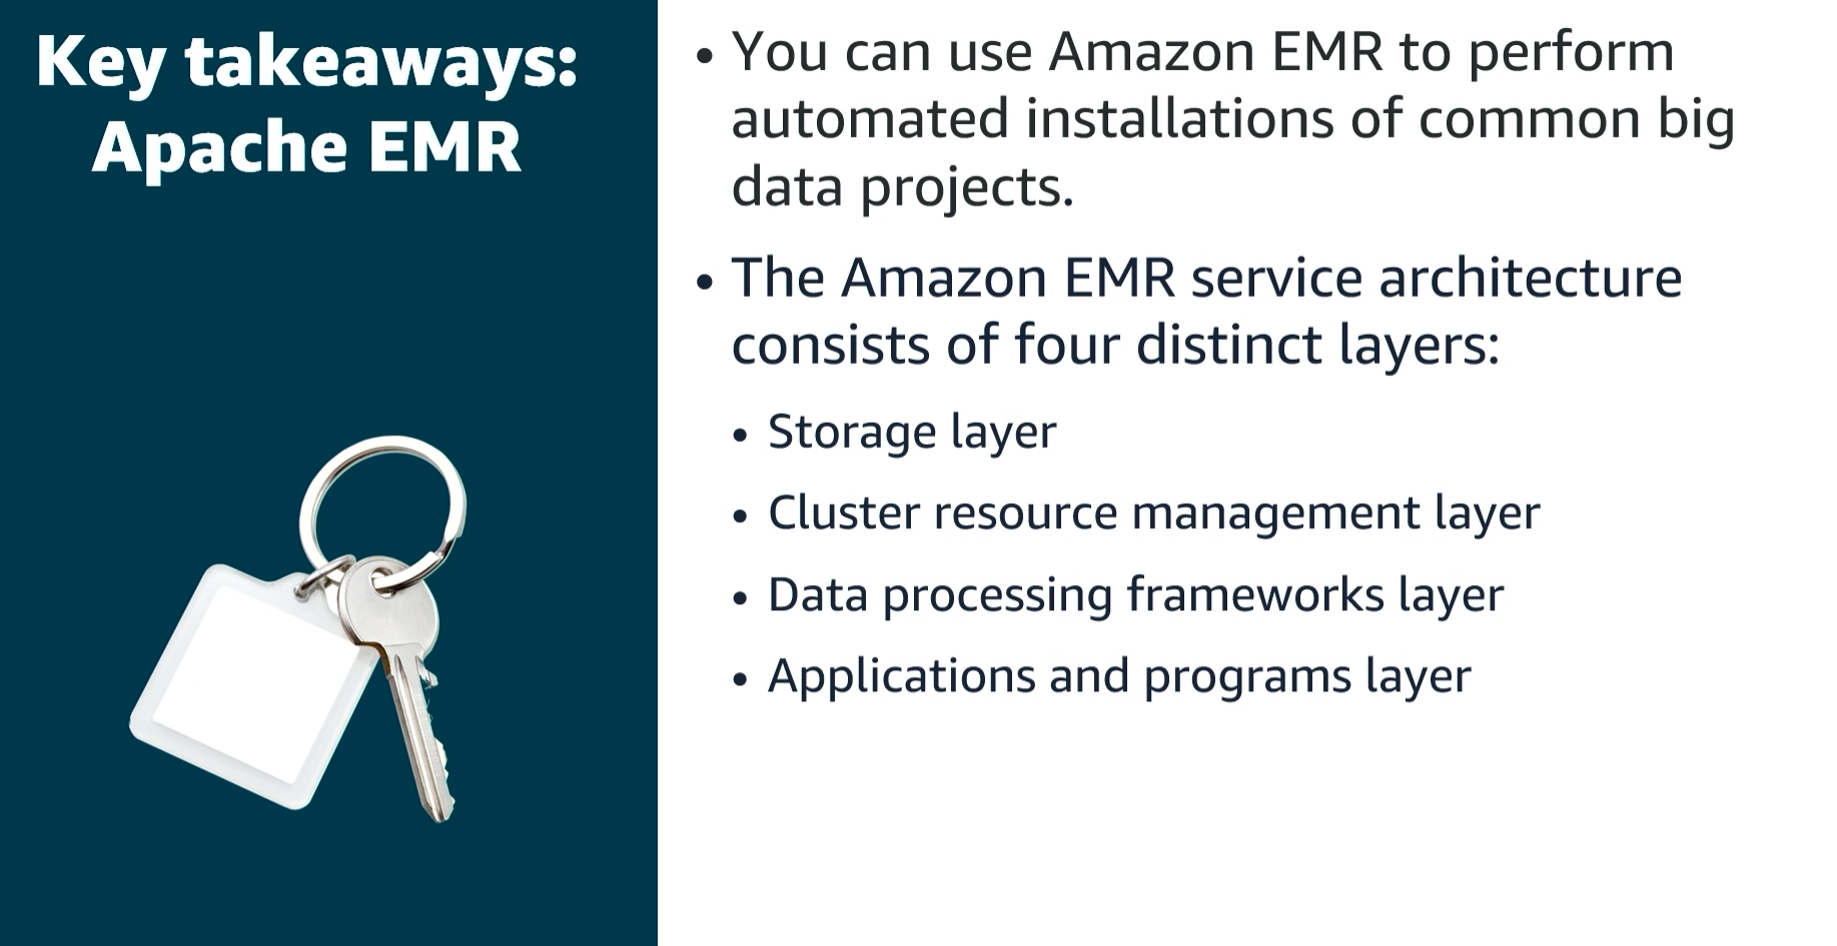 Key takeaways:
Apache EMR
• You can use Amazon EMR to perform
automated installations of common big
data projects.
• The Amazon EMR service architecture
consists of four distinct layers:
• Storage layer
• Cluster resource management layer
• Data processing frameworks layer
• Applications and programs layer